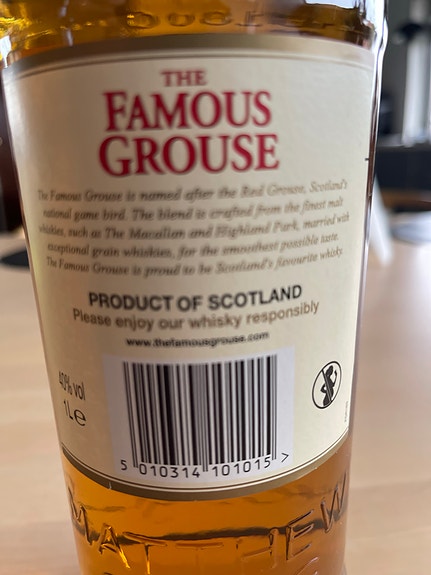 THE
FAMOUS
GROUSE
The Famous Grouse is named after the Red Grouse, Scotland's
national game bird. The blend is crafted from the finest malt
whiskies, such as The Macallan and Highland Park, married with
exceptional grain whiskies, for the smoothest possible taste.
The Famous Grouse is proud to be Scotland's favourite whisky.
PRODUCT OF SCOTLAND
Please enjoy our whisky responsibly
www.thefamousgrouse.com
40% vol
1L e
5 010314 101015 >
MATTHEW